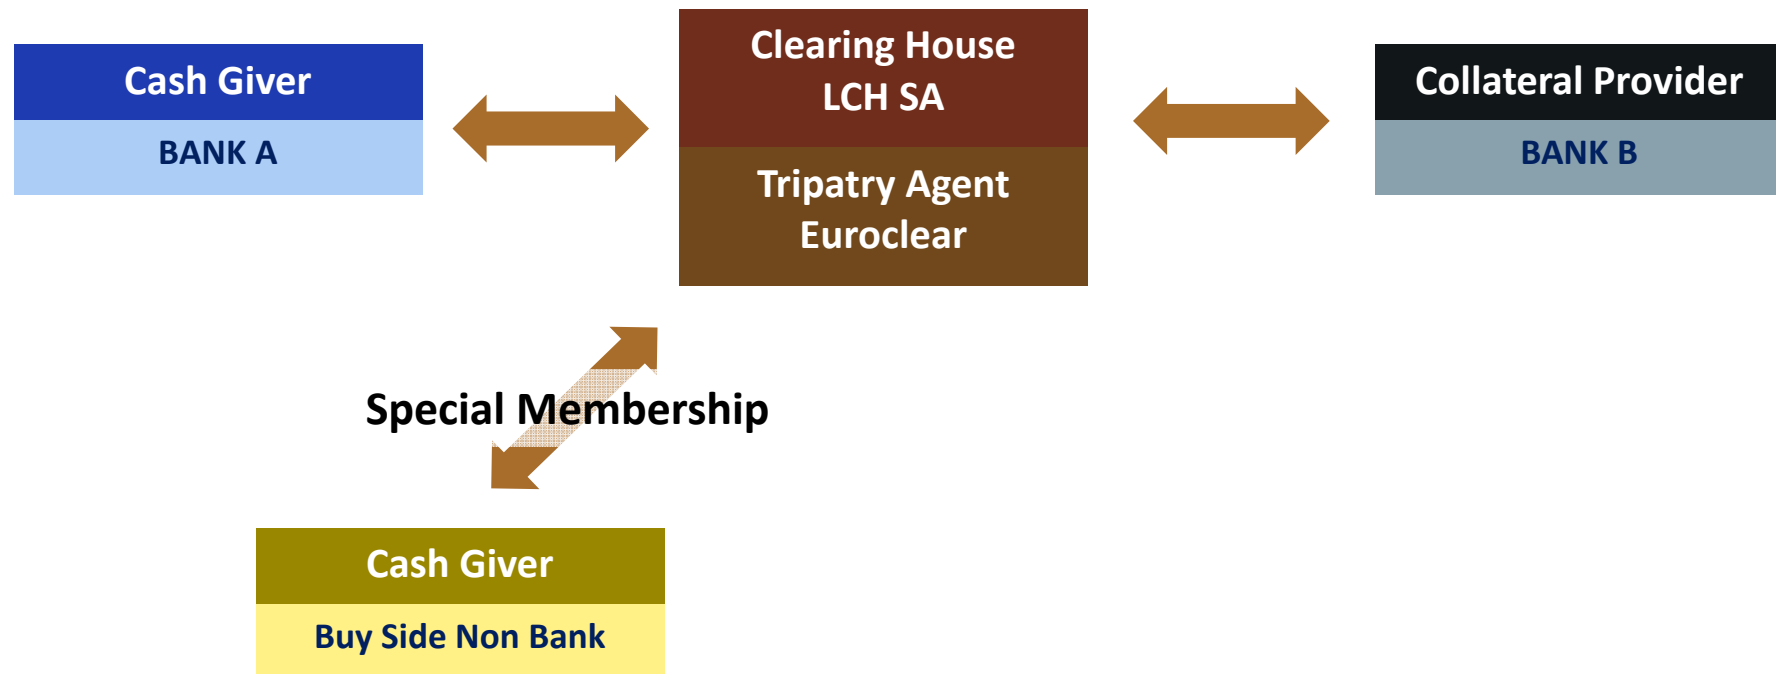 Cash Giver
BANK A
Clearing House
LCH SA
Tripatry Agent
Euroclear
Collateral Provider
BANK B
Special Membership
Cash Giver
Buy Side Non Bank